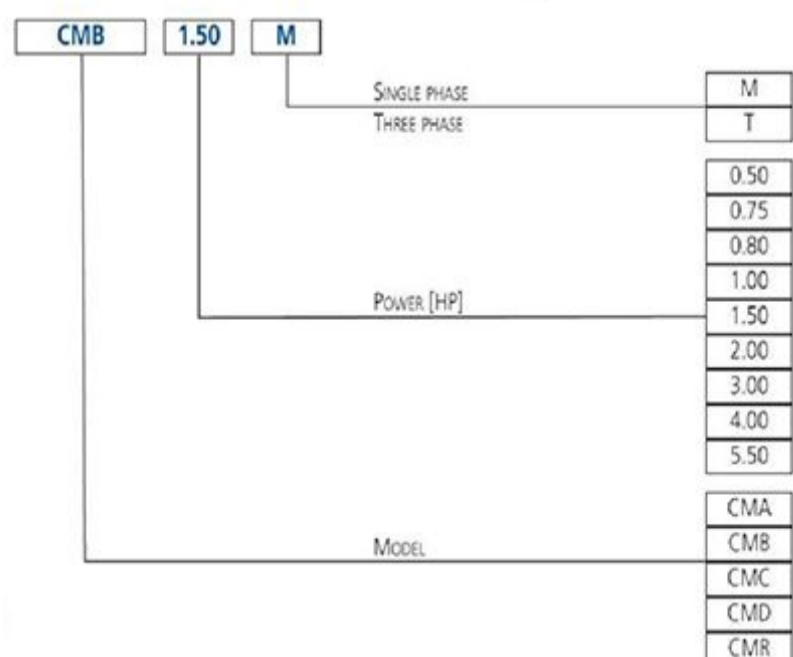 CMB 1.50 M
SINGLE PHASE M
THREE PHASE T
0.50
0.75
0.80
1.00
POWER [HP]
1.50
2.00
3.00
4.00
5.50
CMA
MODEL
CMB
CMC
CMD
CMR